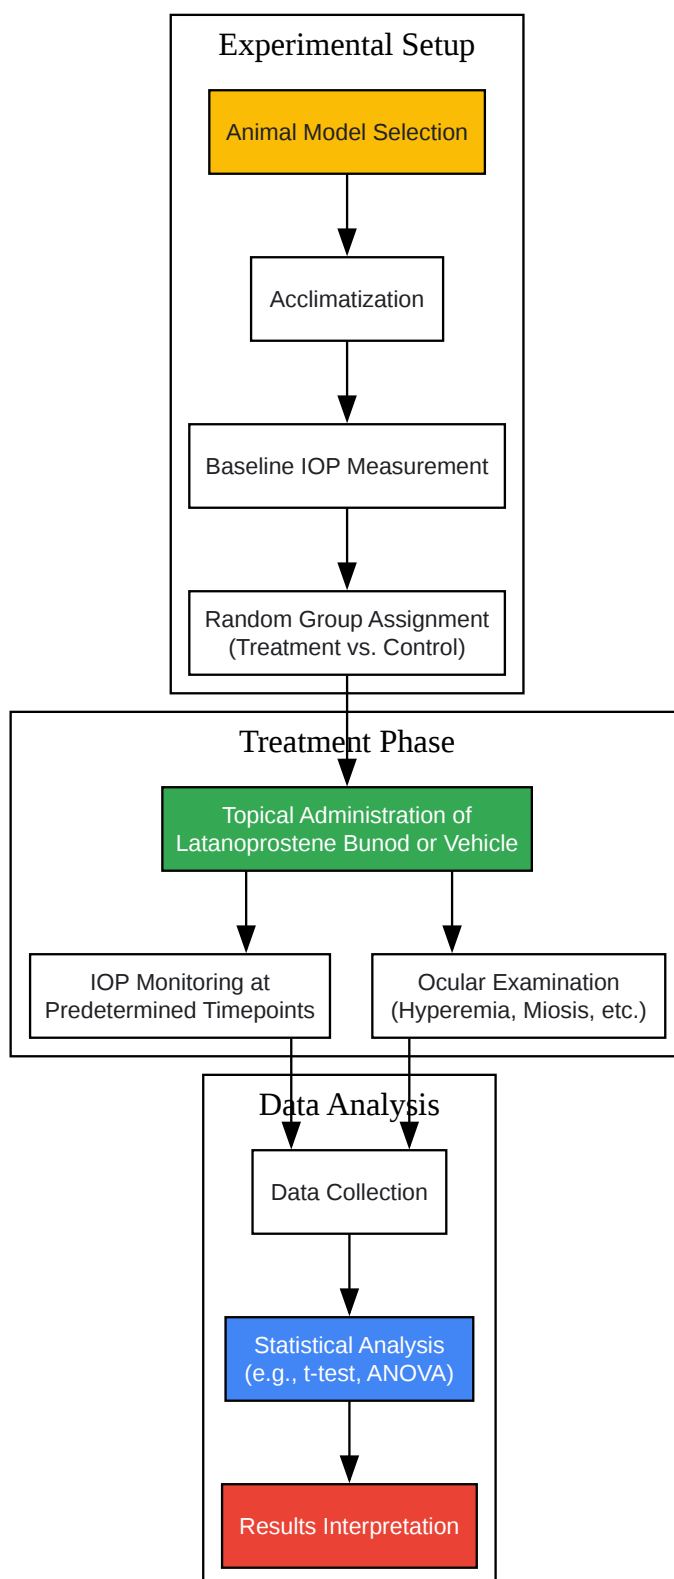 Experimental Setup
Animal Model Selection
Acclimatization
Baseline IOP Measurement
Random Group Assignment
(Treatment vs. Control)
Treatment Phase
Topical Administration of
Latanoprostene Bunod or Vehicle
IOP Monitoring at
Predetermined Timepoints
Ocular Examination
(Hyperemia, Miosis, etc.)
Data Analysis
Data Collection
Statistical Analysis
(e.g., t-test, ANOVA)
Results Interpretation